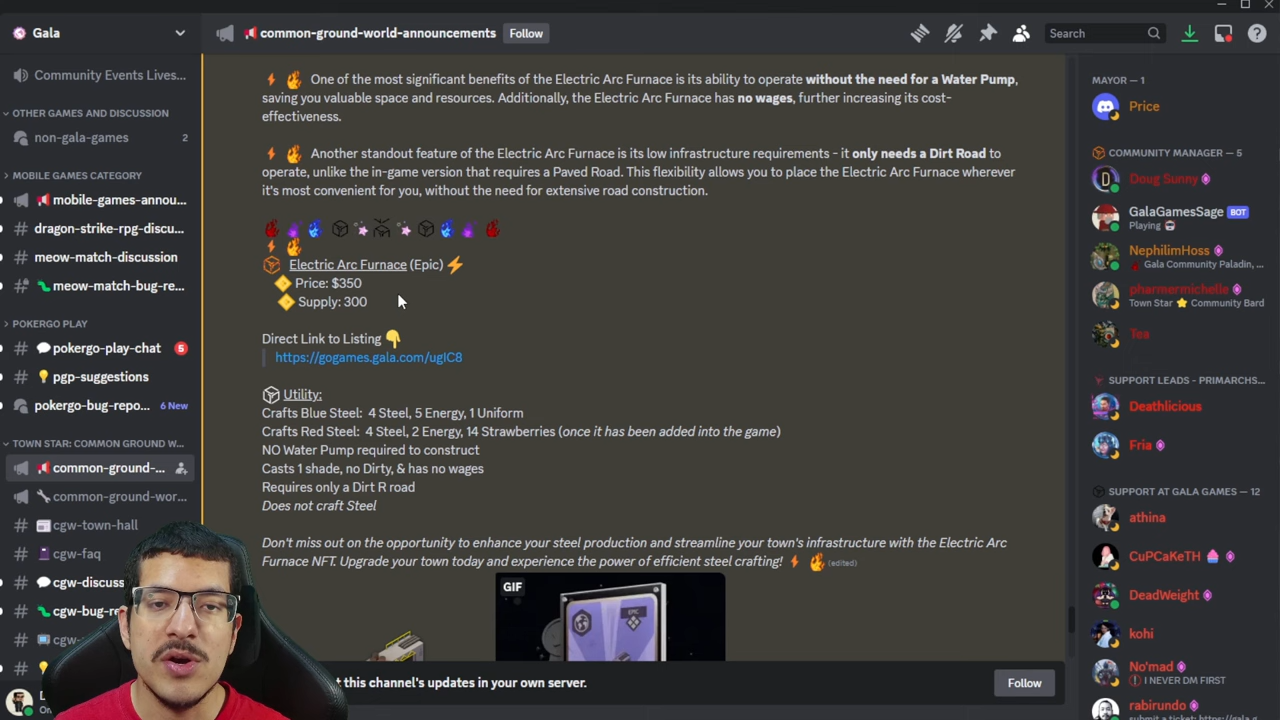 Gala
common-ground-world-announcements
Follow
Search
Community Events Lives...
OTHER GAMES AND DISCUSSION
non-gala-games
2
MOBILE GAMES CATEGORY
mobile-games-annou...
dragon-strike-rpg-discu...
meow-match-discussion
meow-match-bug-re...
POKERGO PLAY
pokergo-play-chat
5
pgp-suggestions
pokergo-bug-repo...
6 New
TOWN STAR: COMMON GROUND W...
common-ground-...
common-ground-wor...
cgw-town-hall
cgw-faq
cgw-discuss
cgw-bug-re
cgw-
One of the most significant benefits of the Electric Arc Furnace is its ability to operate without the need for a Water Pump,
saving you valuable space and resources. Additionally, the Electric Arc Furnace has no wages, further increasing its cost-
effectiveness.
Another standout feature of the Electric Arc Furnace is its low infrastructure requirements - it only needs a Dirt Road to
operate, unlike the in-game version that requires a Paved Road. This flexibility allows you to place the Electric Arc Furnace wherever
it's most convenient for you, without the need for extensive road construction.
Electric Arc Furnace (Epic)
Price: $350
Supply: 300
Direct Link to Listing
https://gogames.gala.com/ugIC8
Utility:
Crafts Blue Steel: 4 Steel, 5 Energy, 1 Uniform
Crafts Red Steel: 4 Steel, 2 Energy, 14 Strawberries (once it has been added into the game)
NO Water Pump required to construct
Casts 1 shade, no Dirty, & has no wages
Requires only a Dirt R road
Does not craft Steel
Don't miss out on the opportunity to enhance your steel production and streamline your town's infrastructure with the Electric Arc
Furnace NFT. Upgrade your town today and experience the power of efficient steel crafting! (edited)
GIF
EPIC
t this channel's updates in your own server.
Follow
MAYOR — 1
Price
COMMUNITY MANAGER — 5
Doug Sunny
GalaGamesSage BOT
Playing
NephilimHoss
Gala Community Paladin, ...
pharmermichelle
Town Star Community Bard
Tea
SUPPORT LEADS - PRIMARCHS...
Deathlicious
Fria
SUPPORT AT GALA GAMES — 12
athina
CuPCaKeTH
DeadWeight
kohi
No'mad
I NEVER DM FIRST
rabirundo
submit a ticket: https://gala.g